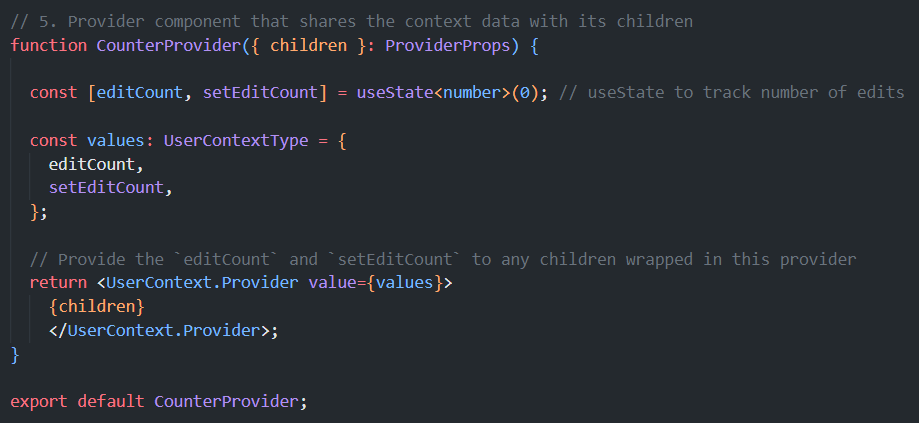 // 5. Provider component that shares the context data with its children
function CounterProvider({ children }: ProviderProps) {
const [editCount, setEditCount] = useState<number>(0); // useState to track number of edits
const values: UserContextType = {
editCount,
setEditCount,
};
// Provide the `editCount` and `setEditCount` to any children wrapped in this provider
return <UserContext.Provider value={values}>
{children}
</UserContext.Provider>;
}
export default CounterProvider;